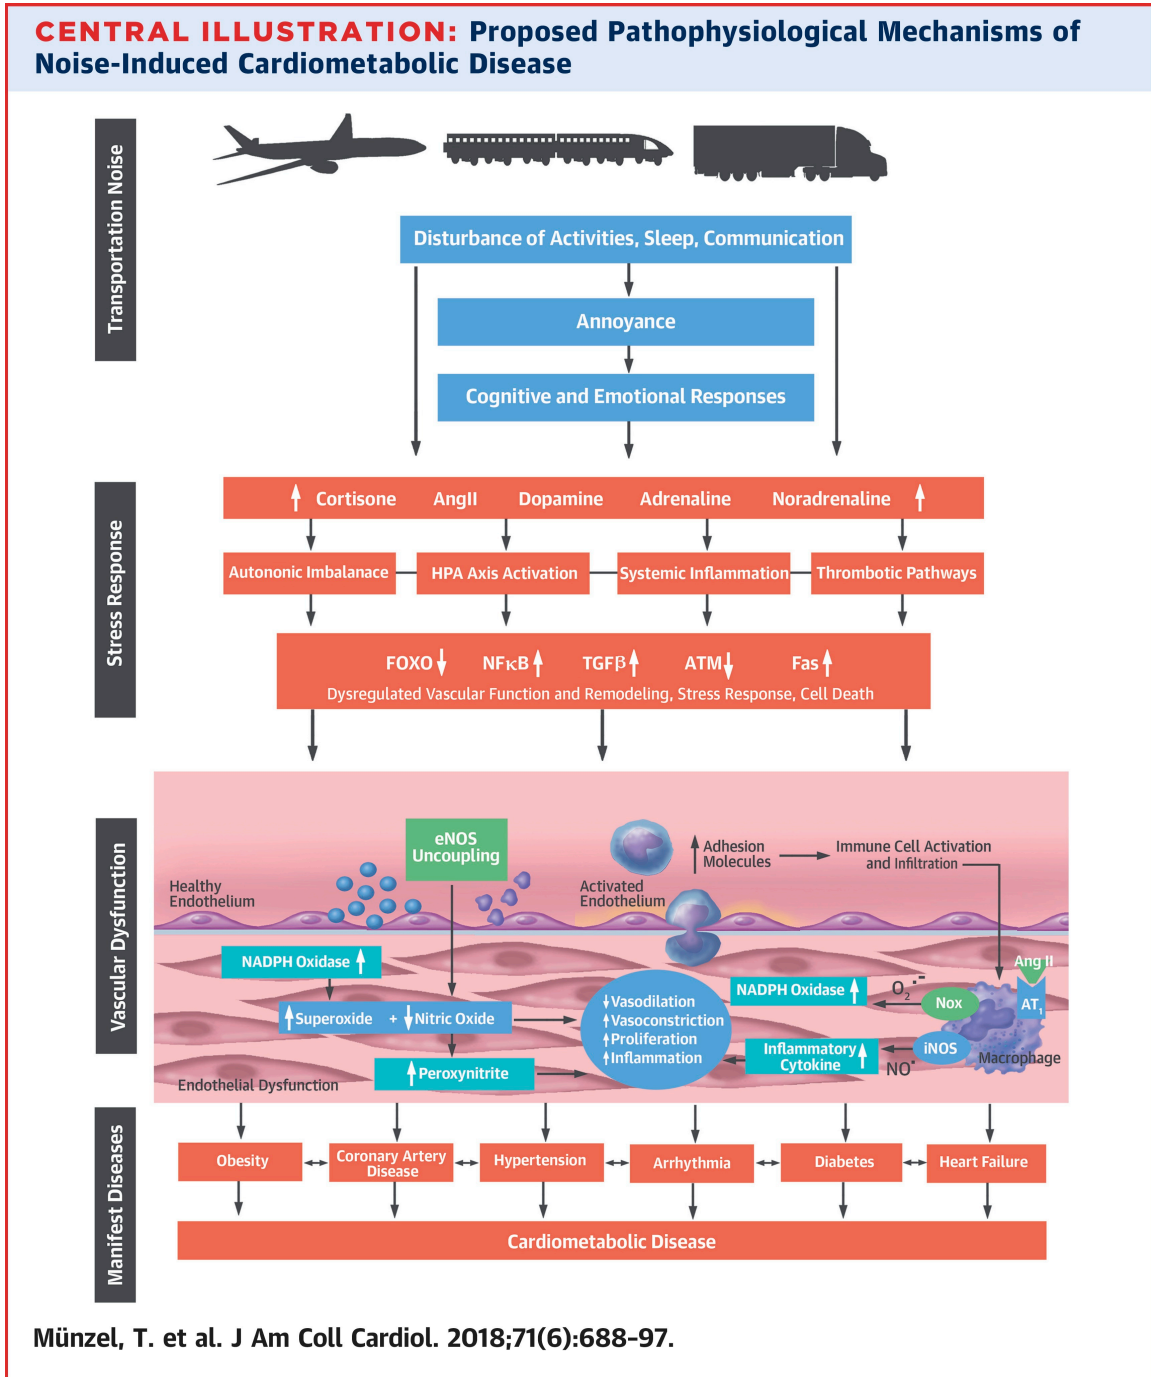 CENTRAL ILLUSTRATION: Proposed Pathophysiological Mechanisms of
Noise-Induced Cardiometabolic Disease
Transportation Noise
Disturbance of Activities, Sleep, Communication
Annoyance
Cognitive and Emotional Responses
Stress Response
↑ Cortisone AngII Dopamine Adrenaline Noradrenaline ↑
Autononic Imbalanace
HPA Axis Activation
Systemic Inflammation
Thrombotic Pathways
FOXO↓ NFκB↑ TGFβ↑ ATM↓ Fas↑
Dysregulated Vascular Function and Remodeling, Stress Response, Cell Death
Vascular Dysfunction
eNOS
Uncoupling
↑ Adhesion
Molecules
Immune Cell Activation
and Infiltration
Healthy
Endothelium
Activated
Endothelium
NADPH Oxidase ↑
↑Superoxide + ↓Nitric Oxide
↑Peroxynitrite
Endothelial Dysfunction
↓Vasodilation
↑Vasoconstriction
↑Proliferation
↑Inflammation
NADPH Oxidase ↑
O₂•−
Nox
Ang II
AT₁
Inflammatory
Cytokine ↑
NO•
iNOS
Macrophage
Manifest Diseases
Obesity
Coronary Artery
Disease
Hypertension
Arrhythmia
Diabetes
Heart Failure
Cardiometabolic Disease
Münzel, T. et al. J Am Coll Cardiol. 2018;71(6):688–97.